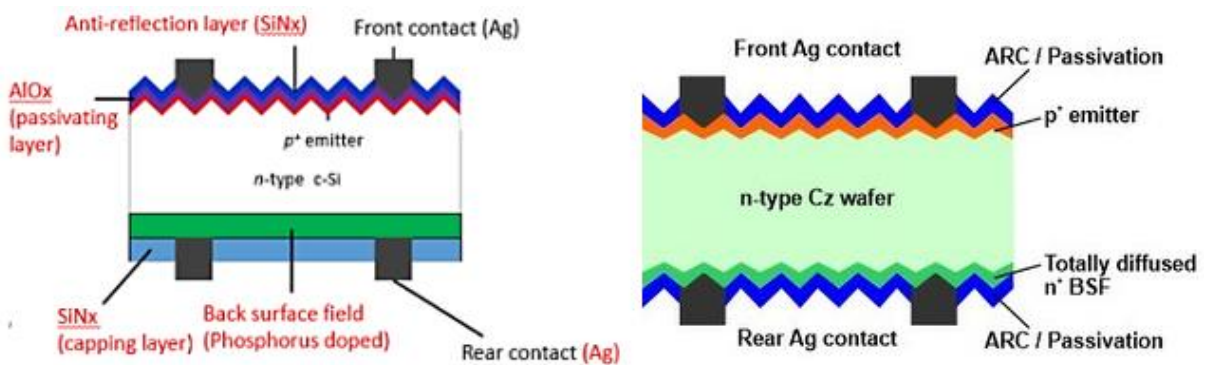 Anti-reflection layer (SiNx)
Front contact (Ag)
AlOx
(passivating
layer)
p⁺ emitter
n-type c-Si
SiNx
(capping layer)
Back surface field
(Phosphorus doped)
Rear contact (Ag)
Front Ag contact
ARC / Passivation
p⁺ emitter
n-type Cz wafer
Totally diffused
n⁺ BSF
ARC / Passivation
Rear Ag contact